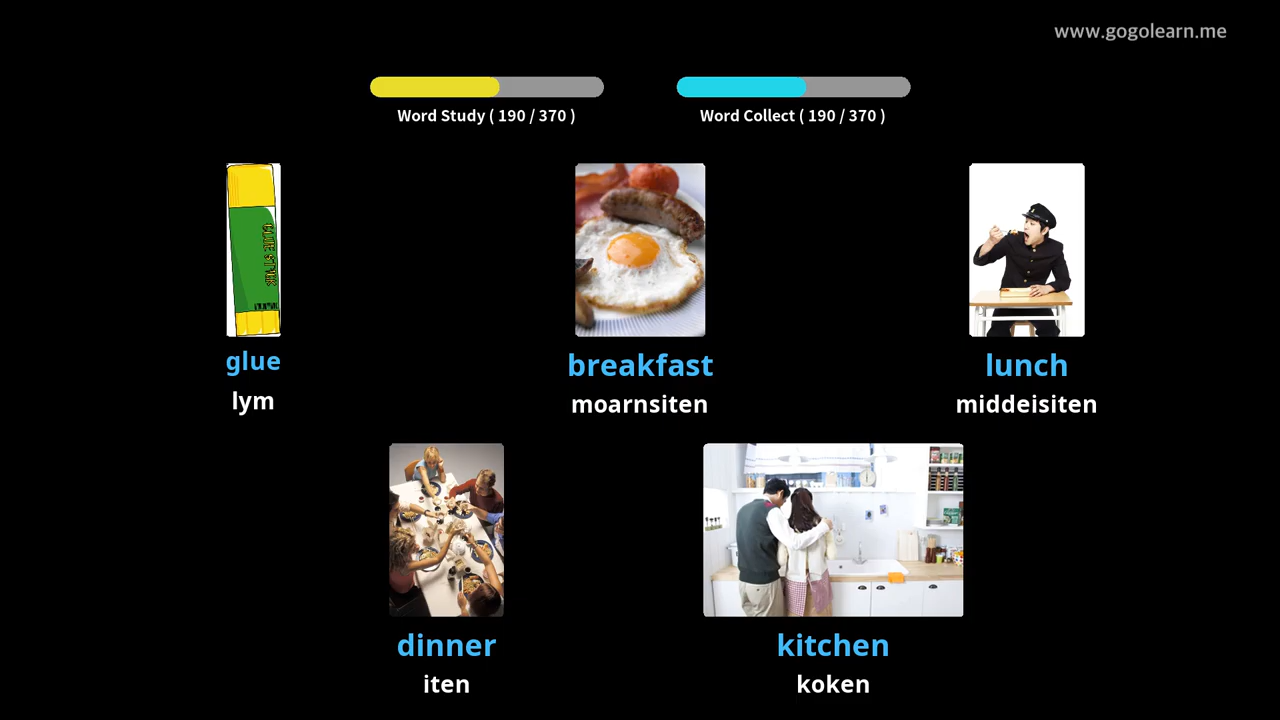 www.gogolearn.me
Word Study ( 190 / 370 )
Word Collect ( 190 / 370 )
glue
lym
breakfast
moarnsiten
lunch
middeisiten
dinner
iten
kitchen
koken